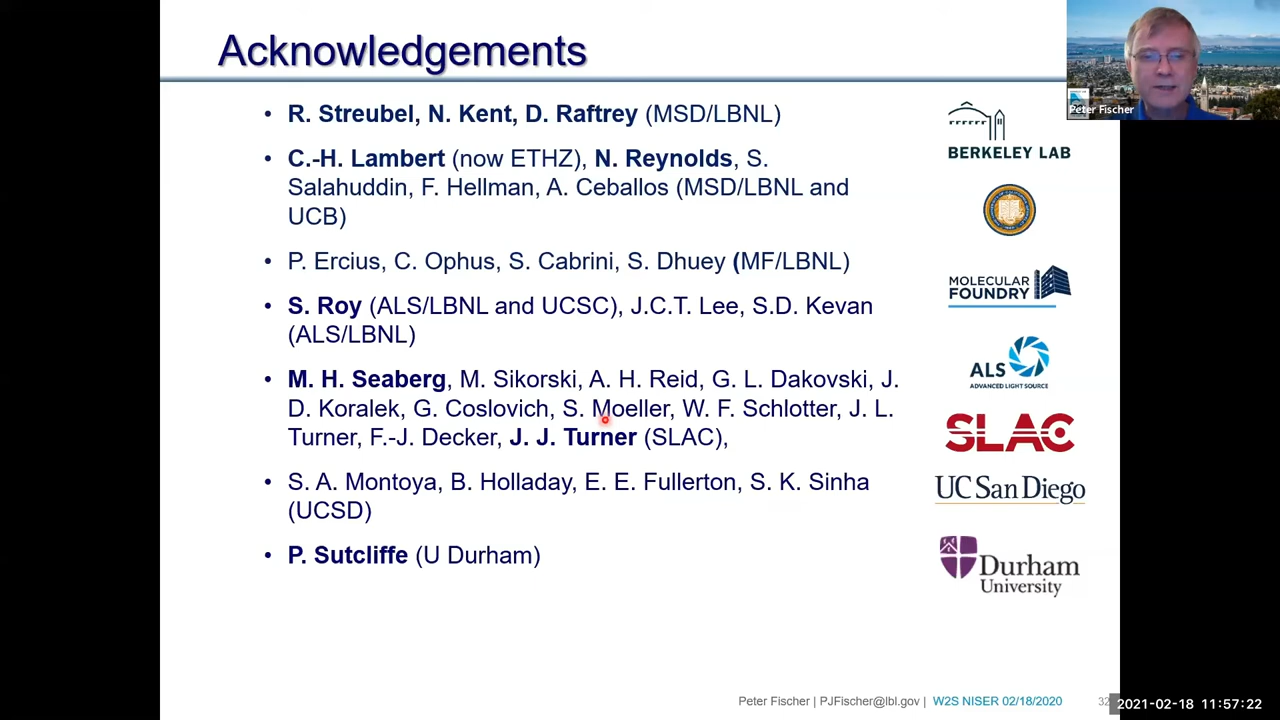 Acknowledgements
• R. Streubel, N. Kent, D. Raftrey (MSD/LBNL)
• C.-H. Lambert (now ETHZ), N. Reynolds, S.
Salahuddin, F. Hellman, A. Ceballos (MSD/LBNL and
UCB)
• P. Ercius, C. Ophus, S. Cabrini, S. Dhuey (MF/LBNL)
• S. Roy (ALS/LBNL and UCSC), J.C.T. Lee, S.D. Kevan
(ALS/LBNL)
• M. H. Seaberg, M. Sikorski, A. H. Reid, G. L. Dakovski, J.
D. Koralek, G. Coslovich, S. Moeller, W. F. Schlotter, J. L.
Turner, F.-J. Decker, J. J. Turner (SLAC),
• S. A. Montoya, B. Holladay, E. E. Fullerton, S. K. Sinha
(UCSD)
• P. Sutcliffe (U Durham)
Peter Fischer
BERKELEY LAB
MOLECULAR
FOUNDRY
ALS
ADVANCED LIGHT SOURCE
SLAC
UC San Diego
Durham
University
Peter Fischer | PJFischer@lbl.gov | W2S NISER 02/18/2020 32
2021-02-18 11:57:22